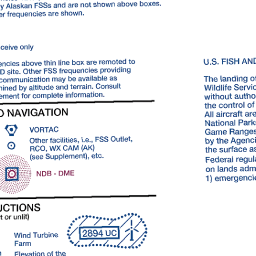 by Alaskan FSSs and are not shown above boxes.
er frequencies are shown.
ceive only
encies above thin line box are remoted to
D site. Other FSS frequencies providing
communication may be available as
mined by altitude and terrain. Consult
ement for complete information.
D NAVIGATION
VORTAC
Other facilities, i.e., FSS Outlet,
RCO, WX CAM (AK)
(see Supplement), etc.
NDB - DME
UCTIONS
t or unlit)
Wind Turbine
Farm
2894 UC
Elevation of the
U.S. FISH AND
The landing of
Wildlife Servic
without autho
the control of
All aircraft are
National Parks
Game Ranges
by the Agencie
the surface as
Federal regula
on lands adm
1) emergencie